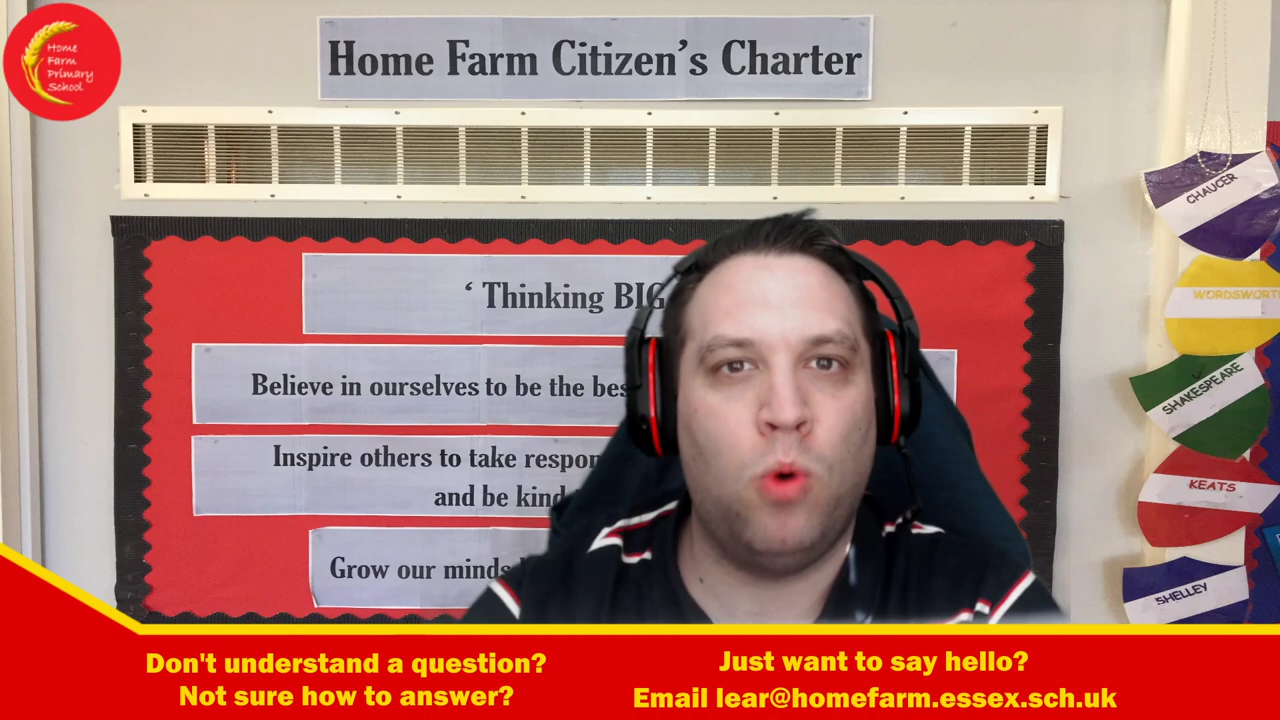 Home
Farm
Primary
School
Home Farm Citizen's Charter
‘ Thinking BIG
Believe in ourselves to be the bes
Inspire others to take respon
and be kind
Grow our minds
CHAUCER
WORDSWORT
SHAKESPEARE
KEATS
SHELLEY
Don't understand a question?
Not sure how to answer?
Just want to say hello?
Email lear@homefarm.essex.sch.uk